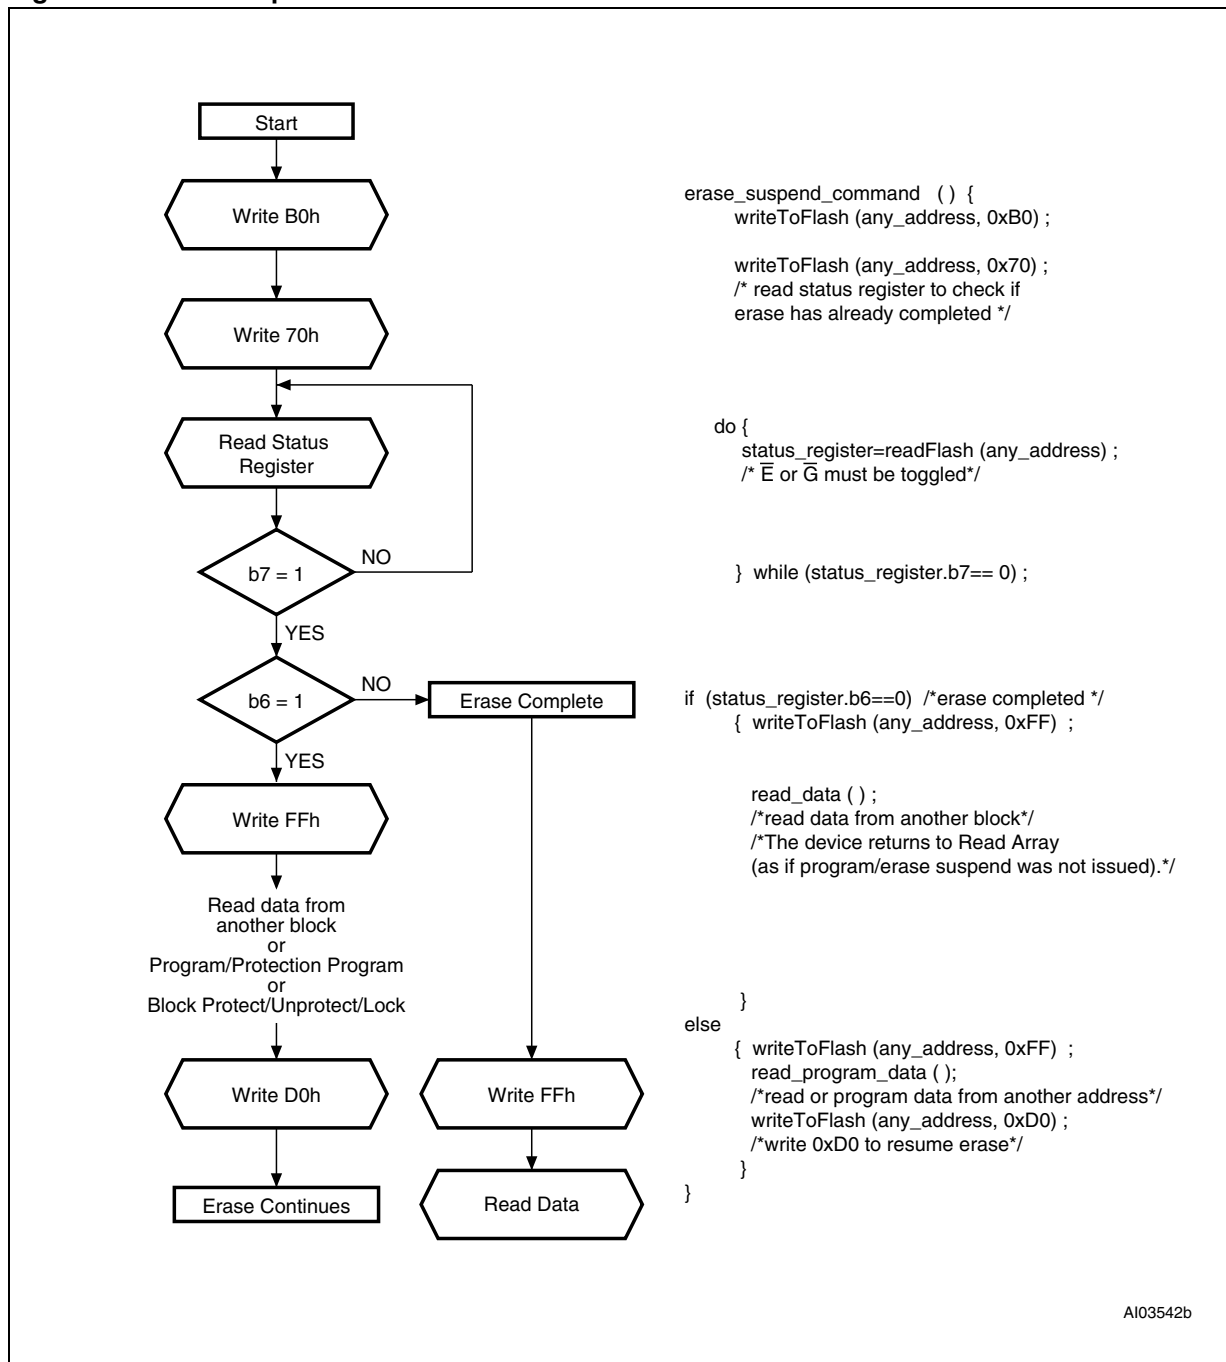 Start
Write B0h
Write 70h
Read Status
Register
b7 = 1
NO
YES
b6 = 1
NO
Erase Complete
YES
Write FFh
Read data from
another block
or
Program/Protection Program
or
Block Protect/Unprotect/Lock
Write D0h
Erase Continues
Write FFh
Read Data
erase_suspend_command ( ) {
writeToFlash (any_address, 0xB0) ;
writeToFlash (any_address, 0x70) ;
/* read status register to check if
erase has already completed */
do {
status_register=readFlash (any_address) ;
/* E̅ or G̅ must be toggled*/
} while (status_register.b7== 0) ;
if (status_register.b6==0) /*erase completed */
{ writeToFlash (any_address, 0xFF) ;
read_data ( ) ;
/*read data from another block*/
/*The device returns to Read Array
(as if program/erase suspend was not issued).*/
}
else
{ writeToFlash (any_address, 0xFF) ;
read_program_data ( );
/*read or program data from another address*/
writeToFlash (any_address, 0xD0) ;
/*write 0xD0 to resume erase*/
}
}
AI03542b